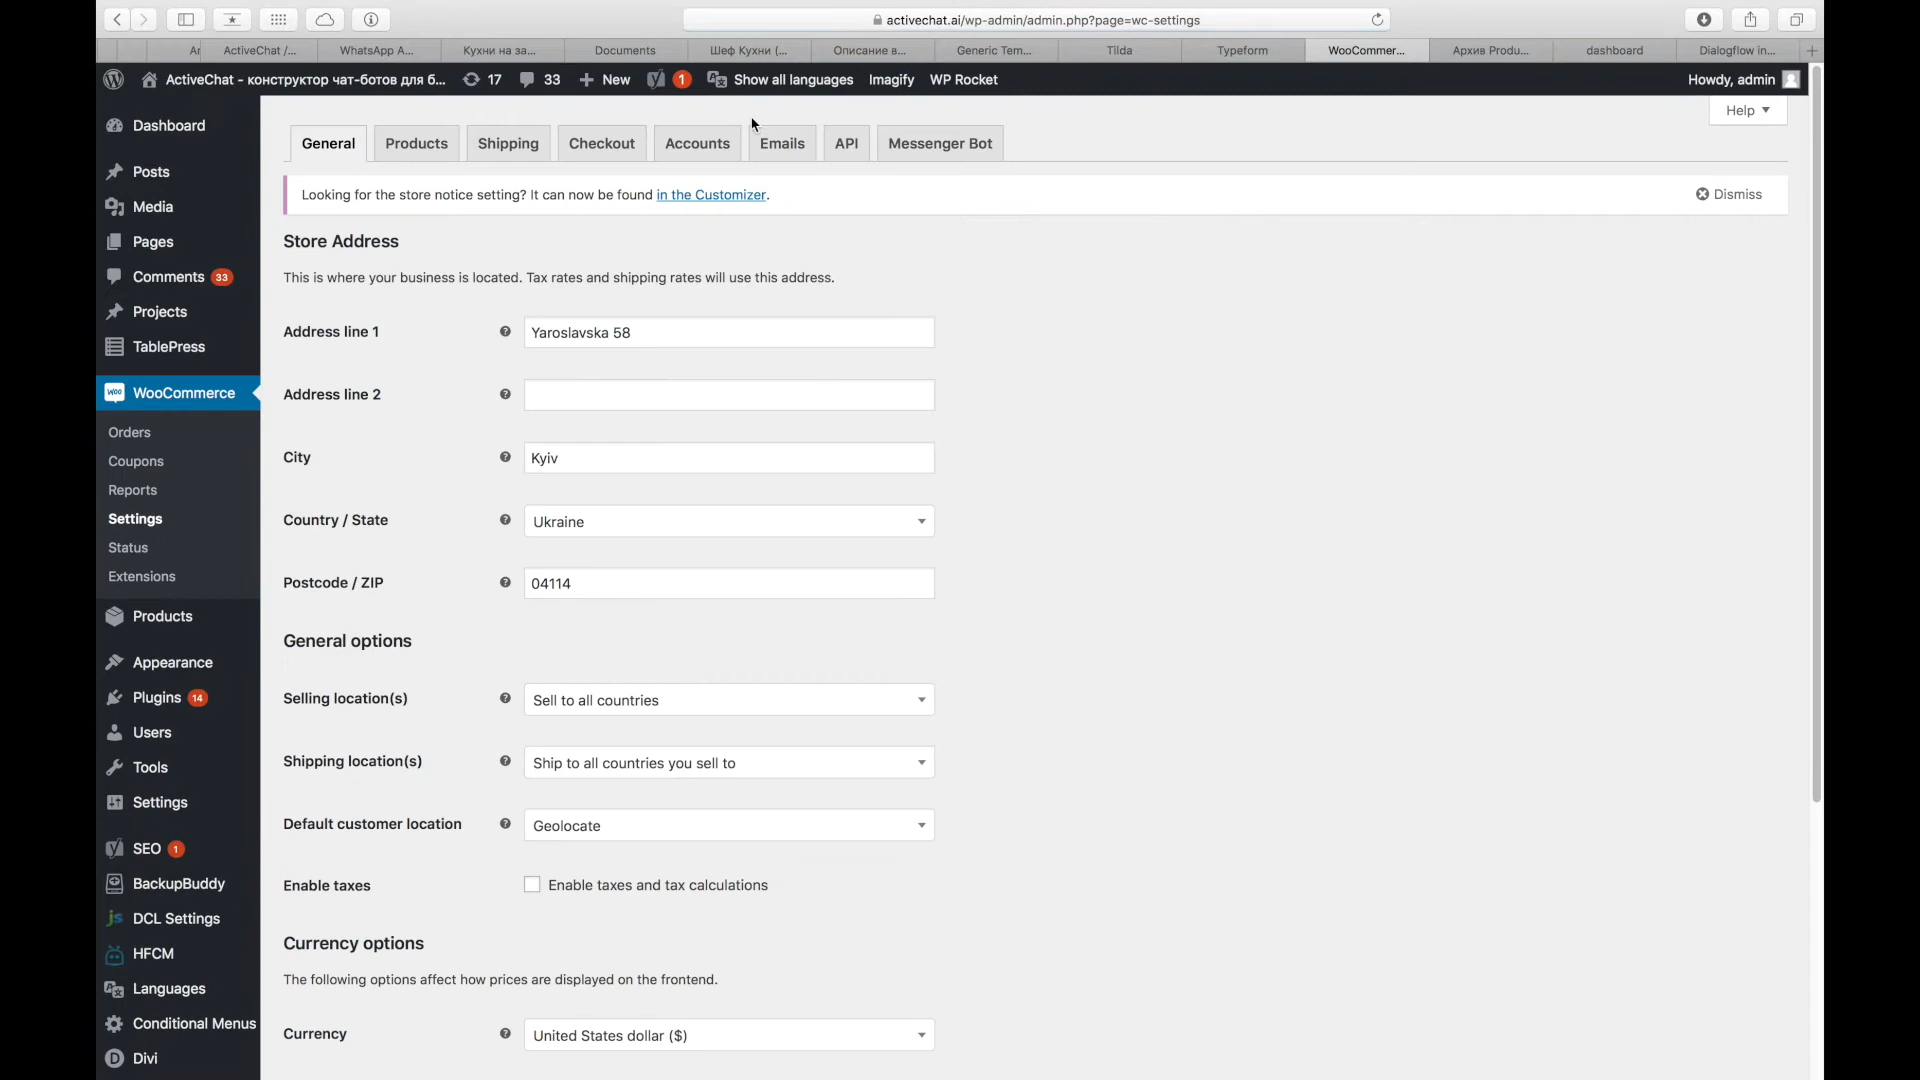 activechat.ai/wp-admin/admin.php?page=wc-settings
ActiveChat /...
WhatsApp A...
Кухни на за...
Documents
Шеф Кухни (...
Описание в...
Generic Tem...
Tilda
Typeform
WooCommer...
Архив Produ...
dashboard
Dialogflow in...
ActiveChat - конструктор чат-ботов для б...
17
33
New
1
Show all languages
Imagify
WP Rocket
Howdy, admin
Help
Dashboard
Posts
Media
Pages
Comments 33
Projects
TablePress
WooCommerce
Orders
Coupons
Reports
Settings
Status
Extensions
Products
Appearance
Plugins 14
Users
Tools
Settings
SEO 1
BackupBuddy
DCL Settings
HFCM
Languages
Conditional Menus
Divi
General
Products
Shipping
Checkout
Accounts
Emails
API
Messenger Bot
Looking for the store notice setting? It can now be found in the Customizer.
Dismiss
Store Address
This is where your business is located. Tax rates and shipping rates will use this address.
Address line 1
Yaroslavska 58
Address line 2
City
Kyiv
Country / State
Ukraine
Postcode / ZIP
04114
General options
Selling location(s)
Sell to all countries
Shipping location(s)
Ship to all countries you sell to
Default customer location
Geolocate
Enable taxes
Enable taxes and tax calculations
Currency options
The following options affect how prices are displayed on the frontend.
Currency
United States dollar ($)